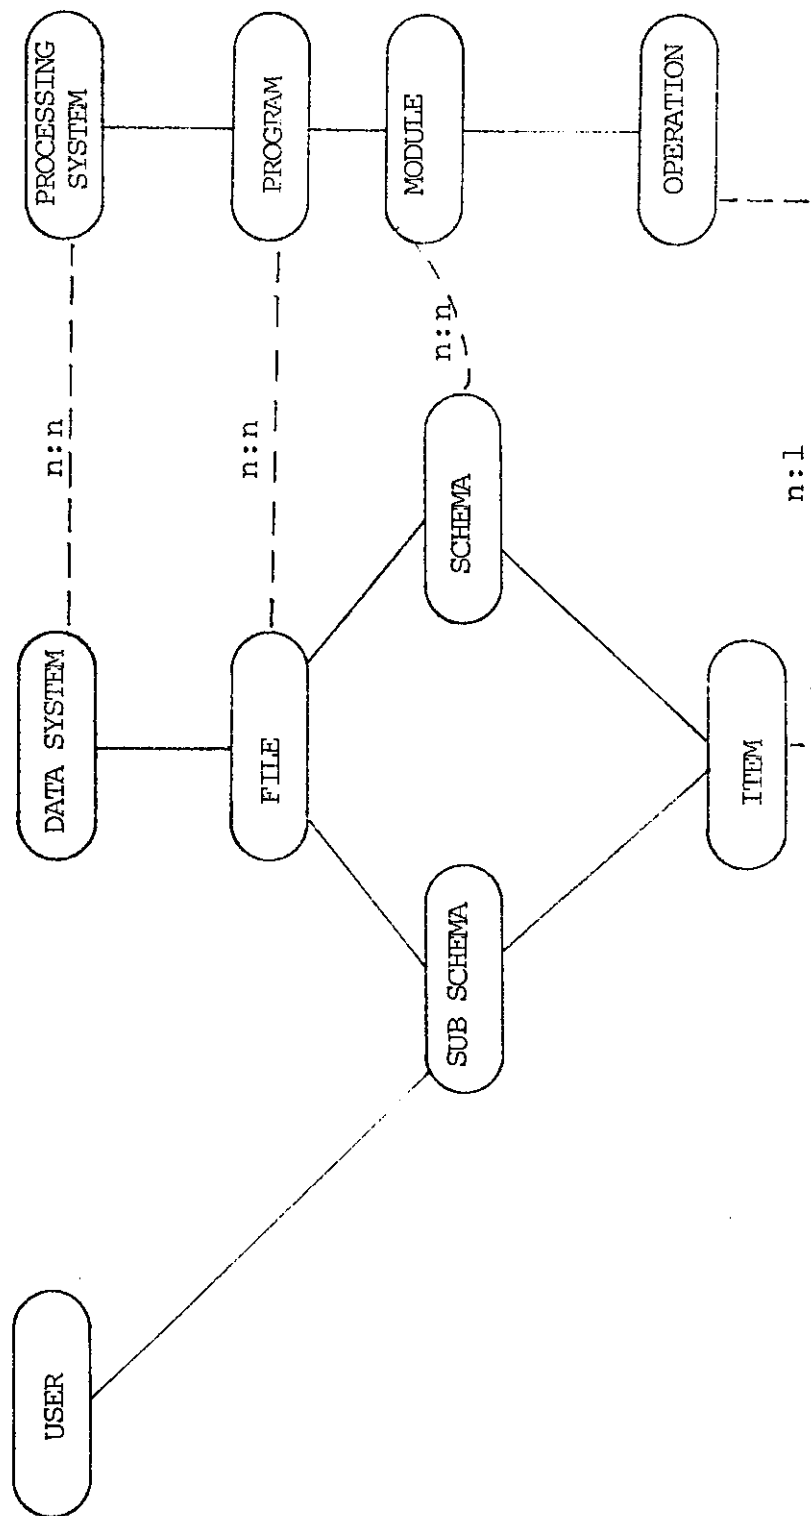 USER
DATA SYSTEM
n:n
PROCESSING
SYSTEM
FILE
n:n
PROGRAM
SUB SCHEMA
SCHEMA
n:n
MODULE
ITEM
OPERATION
n:1